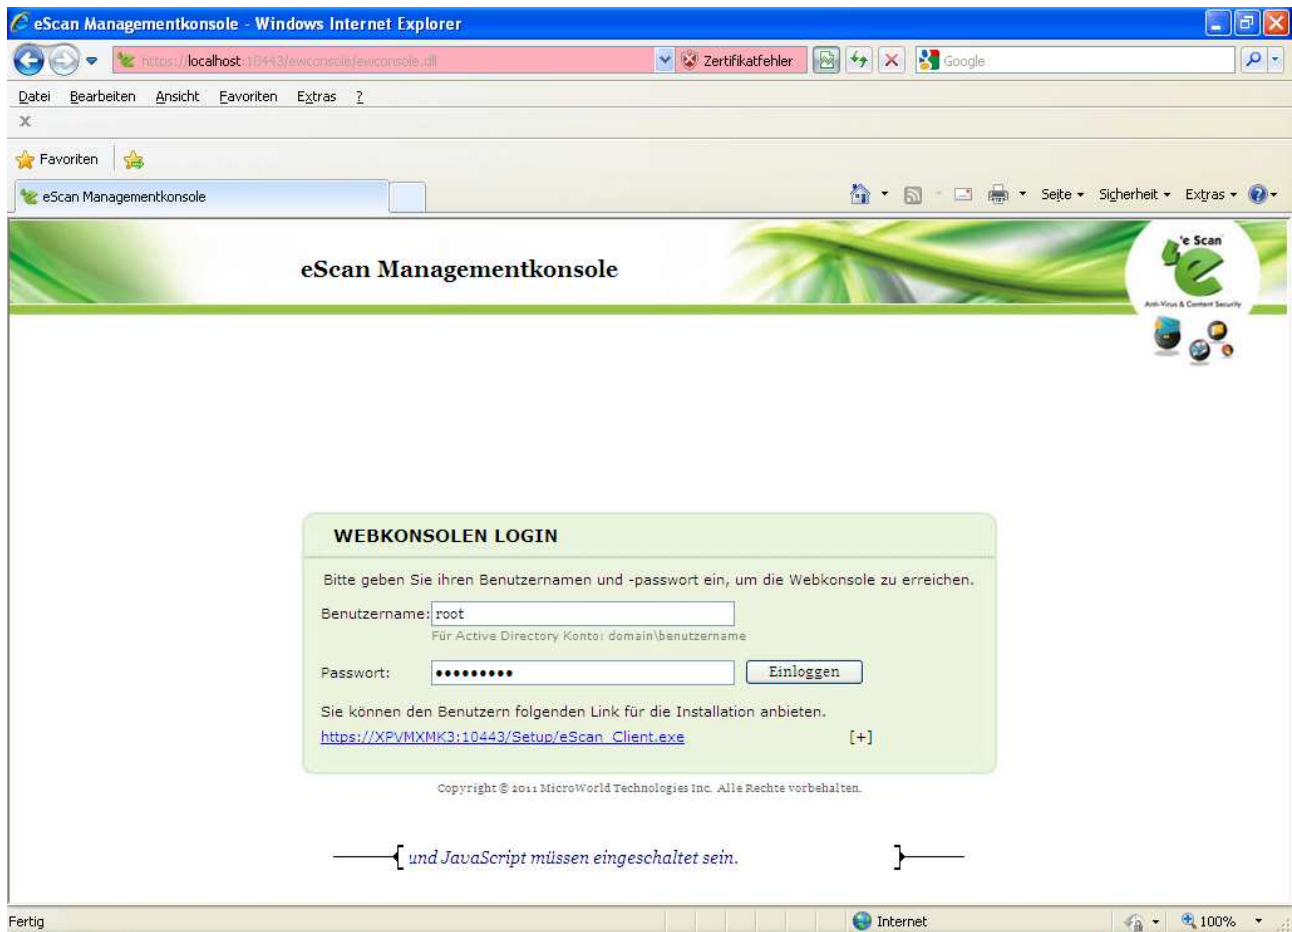 eScan Managementkonsole - Windows Internet Explorer
https://localhost:10443/ewconsole/ewconsole.dll
Zertifikatfehler
Google
Datei Bearbeiten Ansicht Favoriten Extras ?
x
Favoriten
eScan Managementkonsole
Seite Sicherheit Extras
eScan Managementkonsole
e Scan
Anti-Virus & Content Security
WEBKONSOLEN LOGIN
Bitte geben Sie ihren Benutzernamen und -passwort ein, um die Webkonsole zu erreichen.
Benutzername: root
Für Active Directory Konto: domain\benutzername
Passwort: •••••••••
Einloggen
Sie können den Benutzern folgenden Link für die Installation anbieten.
https://XPVMXMK3:10443/Setup/eScan_Client.exe [+]
Copyright © 2011 MicroWorld Technologies Inc. Alle Rechte vorbehalten.
und JavaScript müssen eingeschaltet sein.
Fertig
Internet
100%